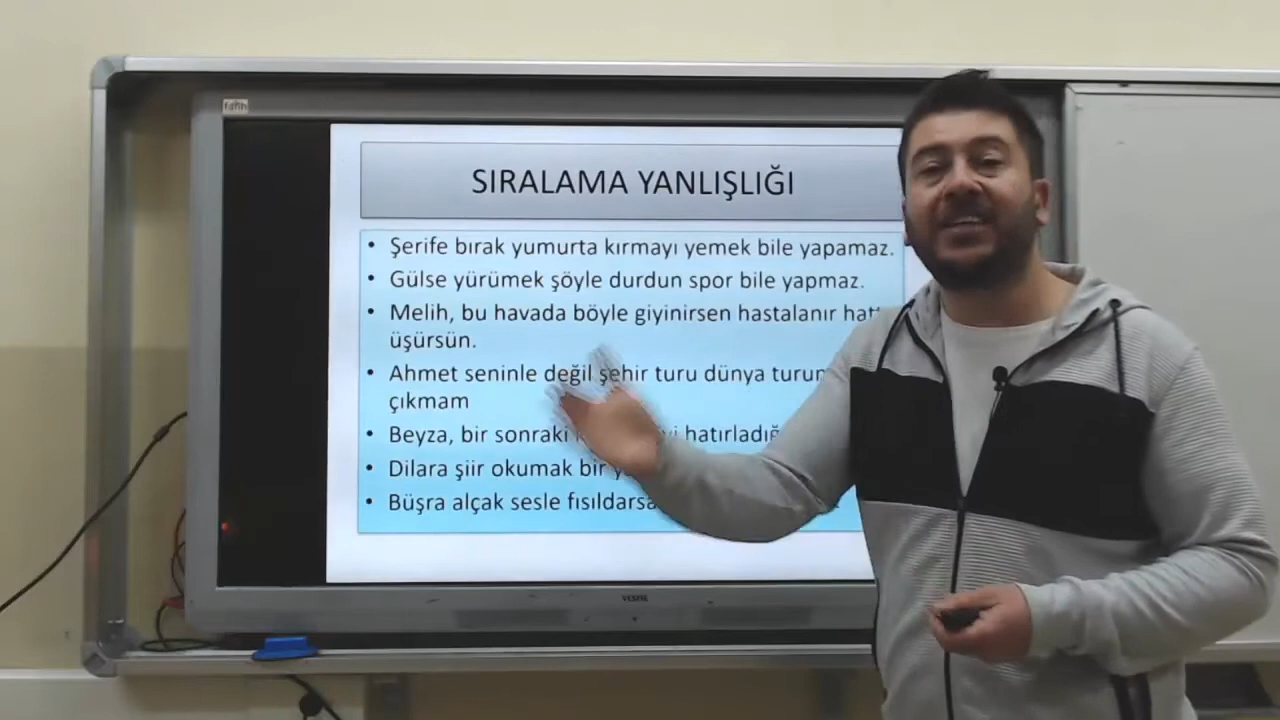 fatih
SIRALAMA YANLIŞLIĞI
• Şerife bırak yumurta kırmayı yemek bile yapamaz.
• Gülse yürümek şöyle durdun spor bile yapmaz.
• Melih, bu havada böyle giyinirsen hastalanır
üşürsün.
• Ahmet seninle değil şehir turu dünya
çıkmam
• Beyza, bir sonraki
• Dilara şiir okumak bir
• Büşra alçak sesle
VESTEL